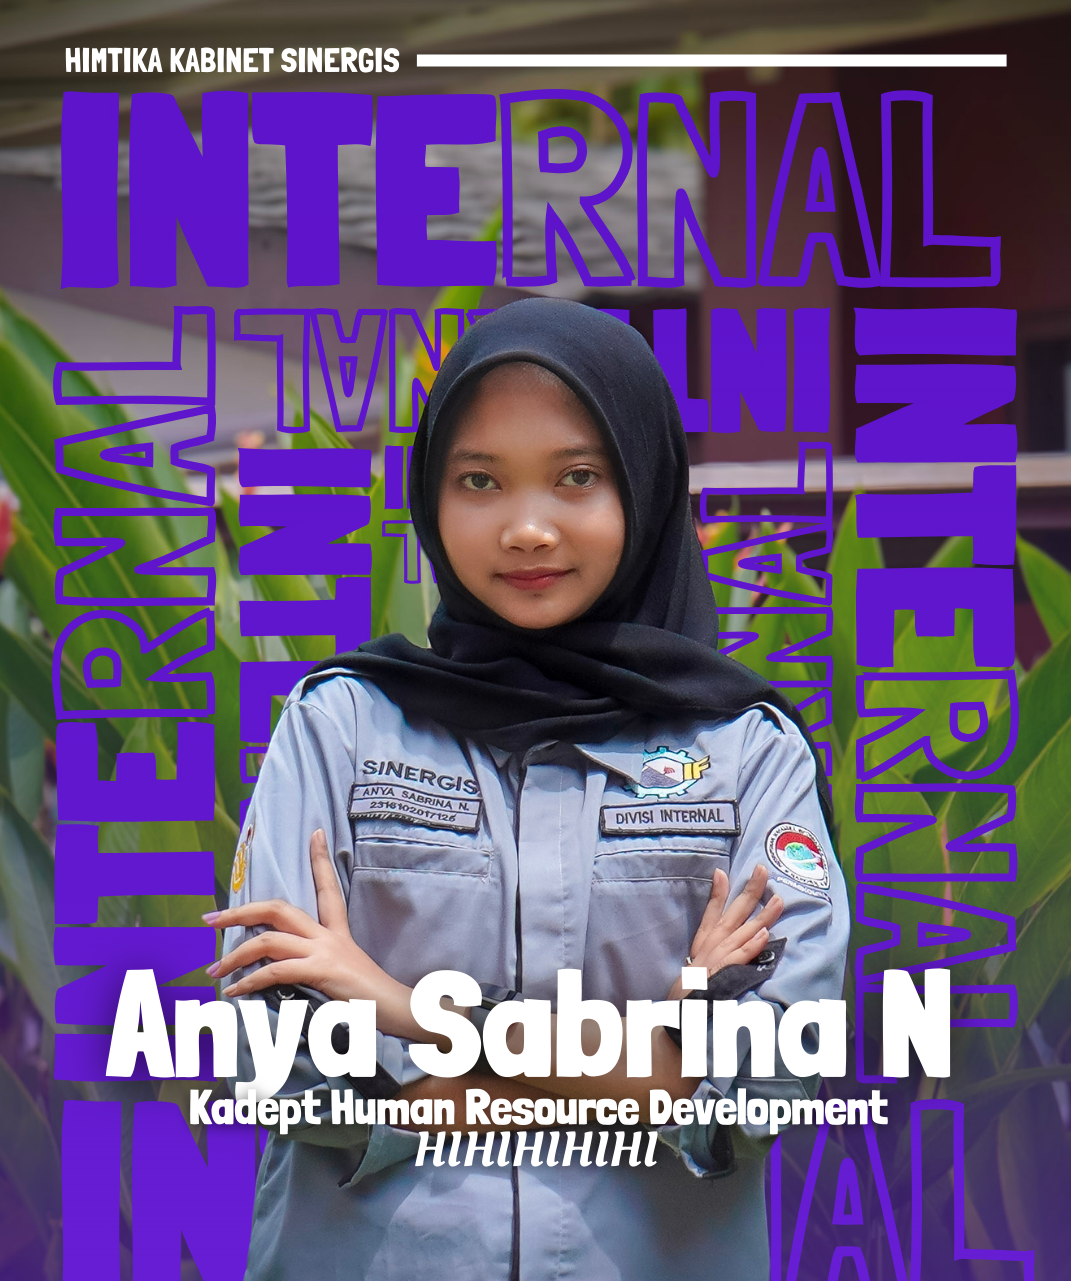 HIMTIKA KABINET SINERGIS
INTERNAL
INTERNAL
INTERNAL
INTERNAL
SINERGIS
ANYA SABRINA N.
IF
DIVISI INTERNAL
Anya Sabrina N
Kadept Human Resource Development
HIHIHIHIHI